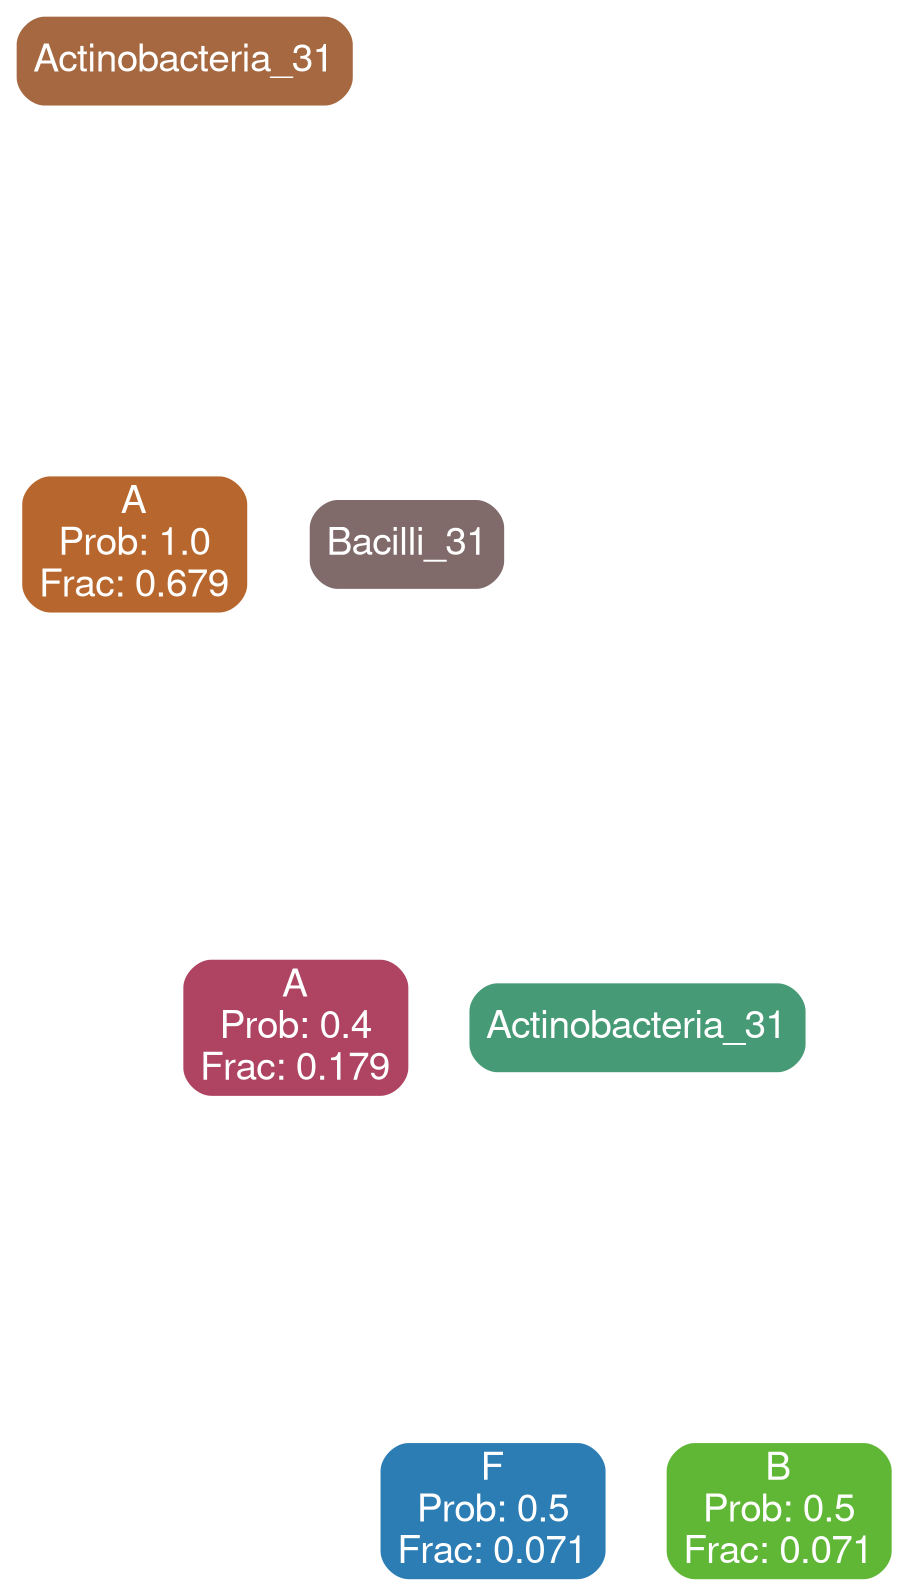 Actinobacteria_31
A
Prob: 1.0
Frac: 0.679
Bacilli_31
A
Prob: 0.4
Frac: 0.179
Actinobacteria_31
F
Prob: 0.5
Frac: 0.071
B
Prob: 0.5
Frac: 0.071